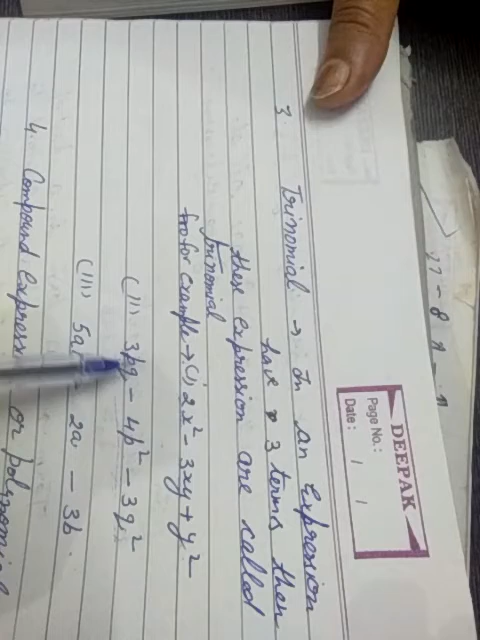 DEEPAK
Page No.:
Date: / /
3. Trinomial → In an Expression
have 3 terms then
these expression are called
trinomial
for example → (i) 2x² - 3xy + y²
(ii) 3pq - 4p² - 3q²
(iii) 5a 2a - 3b.
4. Compound Express or polynomial